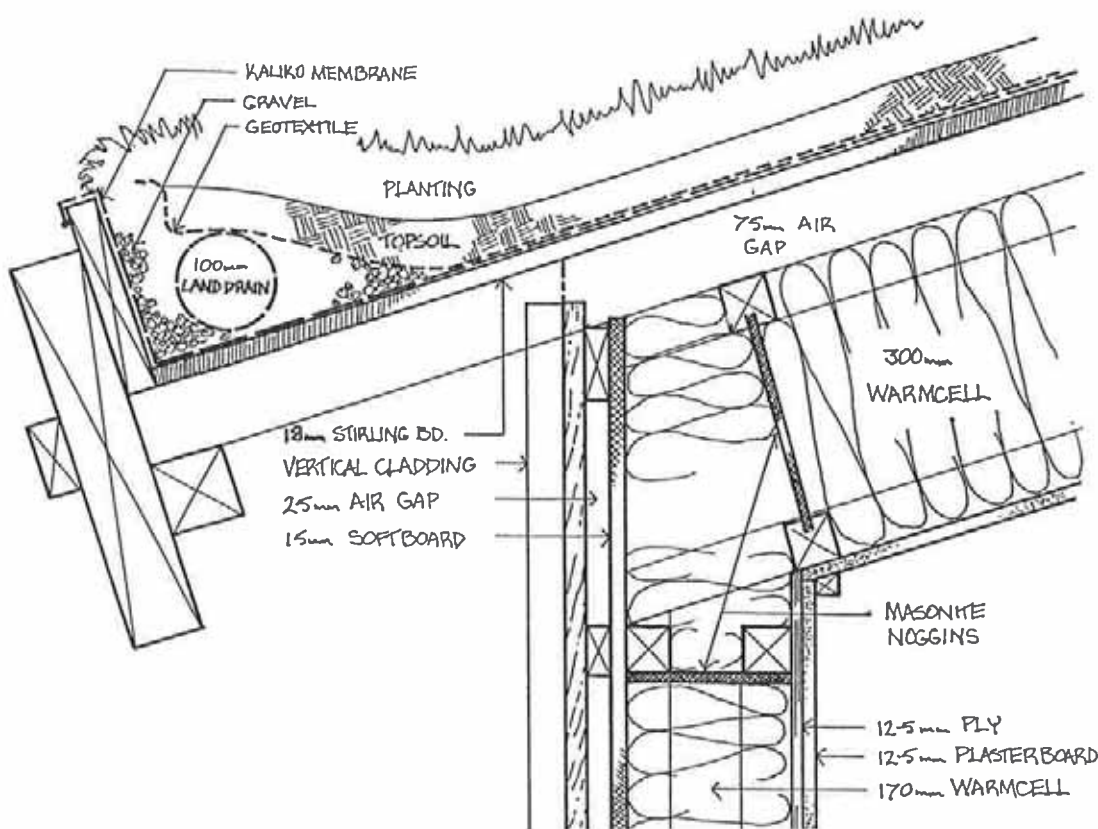 KALIKO MEMBRANE
GRAVEL
GEOTEXTILE
PLANTING
TOPSOIL
100mm
LAND DRAIN
75mm AIR
GAP
300mm
WARMCELL
18mm STIRLING BD.
VERTICAL CLADDING
25mm AIR GAP
15mm SOFTBOARD
MASONITE
NOGGINS
12.5mm PLY
12.5mm PLASTERBOARD
170mm WARMCELL